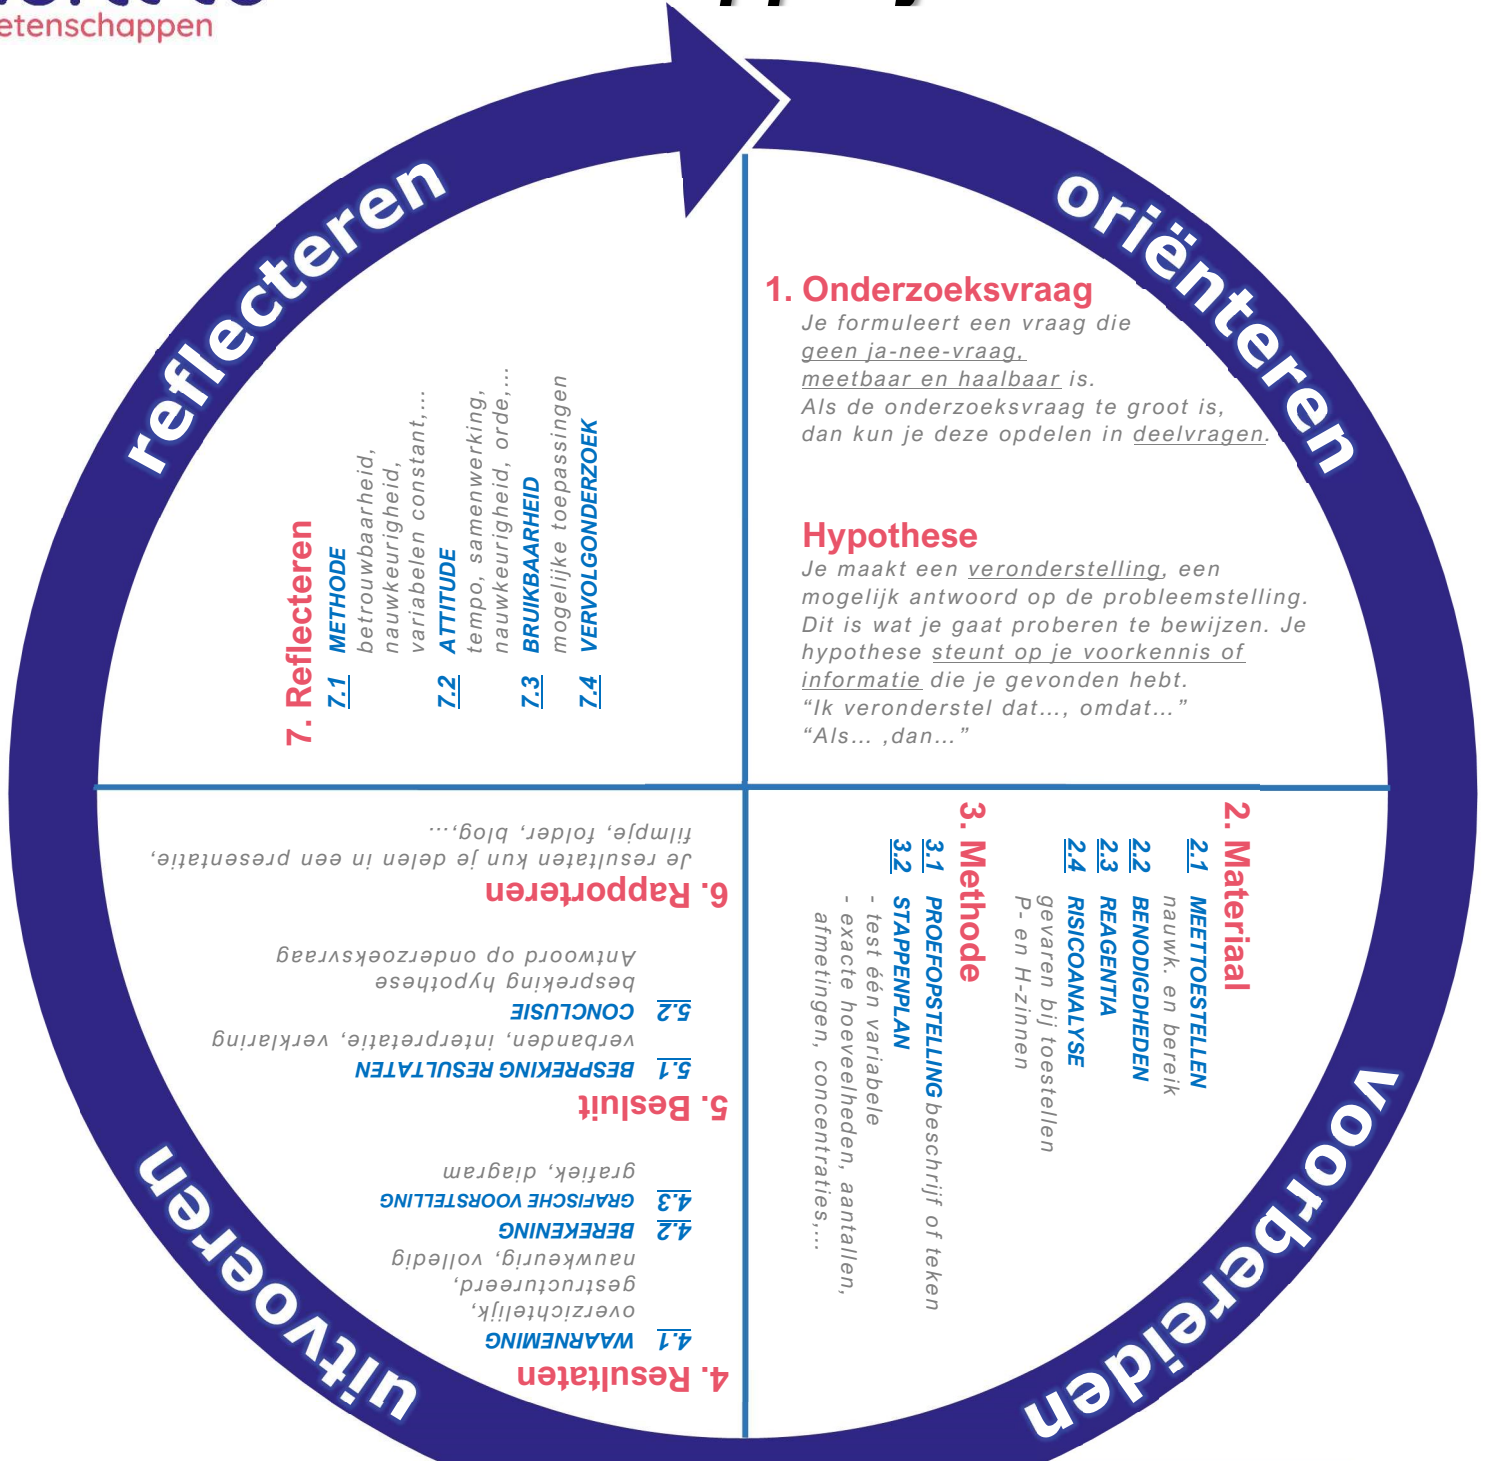 etenschappen
oriënteren
1. Onderzoeksvraag
Je formuleert een vraag die
geen ja-nee-vraag,
meetbaar en haalbaar is.
Als de onderzoeksvraag te groot is,
dan kun je deze opdelen in deelvragen.
Hypothese
Je maakt een veronderstelling, een
mogelijk antwoord op de probleemstelling.
Dit is wat je gaat proberen te bewijzen. Je
hypothese steunt op je voorkennis of
informatie die je gevonden hebt.
“Ik veronderstel dat…, omdat…”
“Als… ,dan…”
voorbereiden
2. Materiaal
2.1 MEETTOESTELLEN
nauwk. en bereik
2.2 BENODIGDHEDEN
2.3 REAGENTIA
2.4 RISICOANALYSE
gevaren bij toestellen
P- en H-zinnen
3. Methode
3.1 PROEFOPSTELLING beschrijf of teken
3.2 STAPPENPLAN
- test één variabele
- exacte hoeveelheden, aantallen,
afmetingen, concentraties,…
uitvoeren
4. Resultaten
4.1 WAARNEMING
overzichtelijk,
gestructureerd,
nauwkeurig, volledig
4.2 BEREKENING
4.3 GRAFISCHE VOORSTELLING
grafiek, diagram
5. Besluit
5.1 BESPREKING RESULTATEN
verbanden, interpretatie, verklaring
5.2 CONCLUSIE
bespreking hypothese
Antwoord op onderzoeksvraag
6. Rapporteren
Je resultaten kun je delen in een presentatie,
filmpje, folder, blog,…
reflecteren
7. Reflecteren
7.1 METHODE
betrouwbaarheid,
nauwkeurigheid,
variabelen constant,…
7.2 ATTITUDE
tempo, samenwerking,
nauwkeurigheid, orde,…
7.3 BRUIKBAARHEID
mogelijke toepassingen
7.4 VERVOLGONDERZOEK